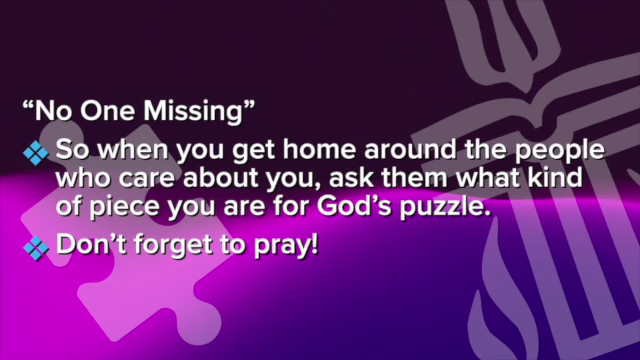 “No One Missing”
So when you get home around the people
who care about you, ask them what kind
of piece you are for God’s puzzle.
Don’t forget to pray!